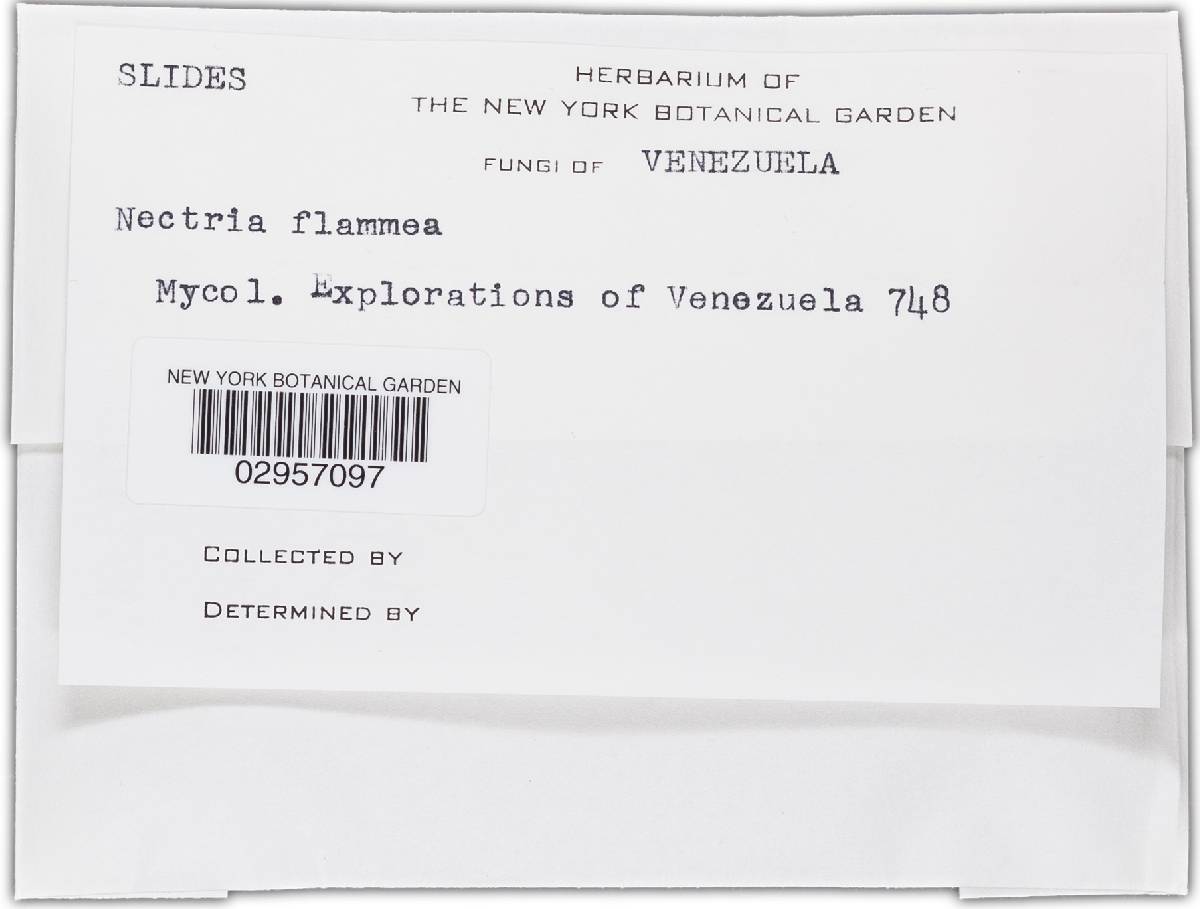 SLIDES
HERBARIUM OF
THE NEW YORK BOTANICAL GARDEN
FUNGI OF VENEZUELA
Nectria flammea
Mycol. Explorations of Venezuela 748
NEW YORK BOTANICAL GARDEN
02957097
COLLECTED BY
DETERMINED BY